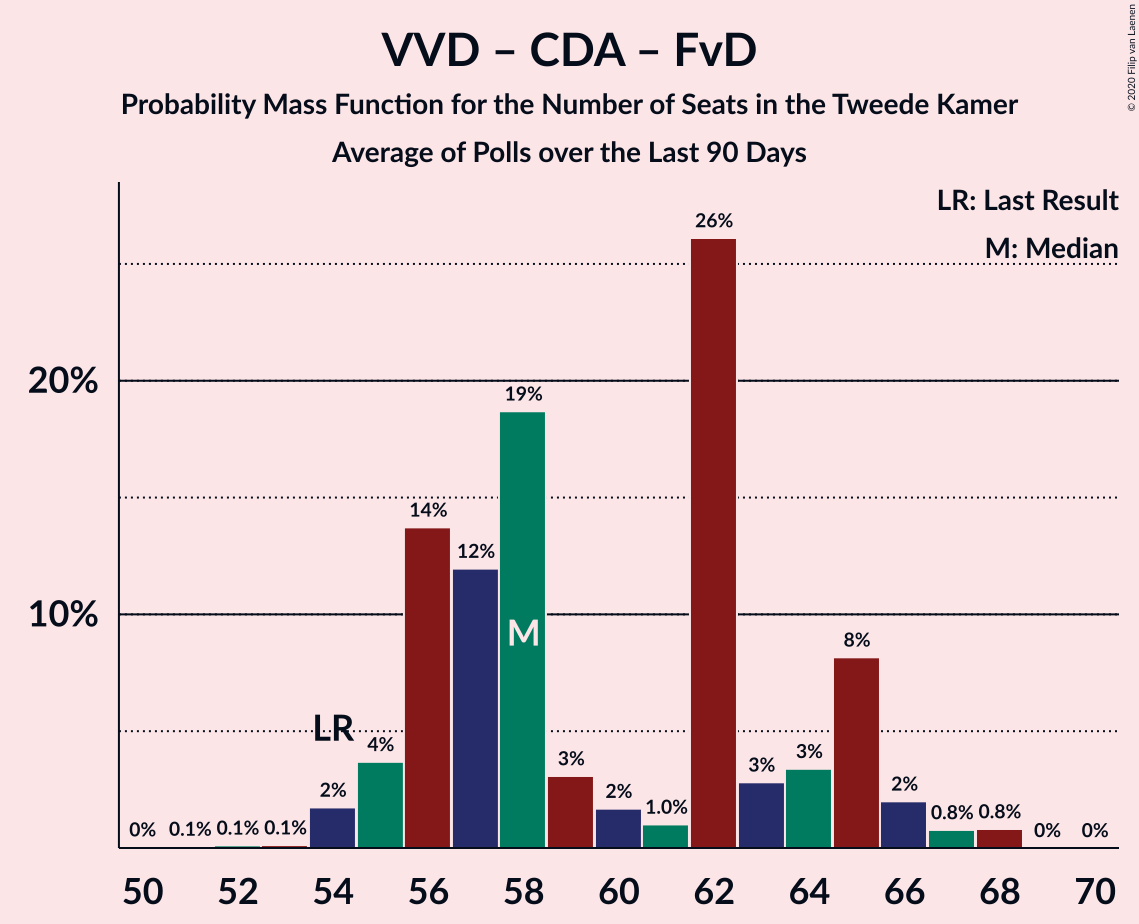 VVD – CDA – FvD
Probability Mass Function for the Number of Seats in the Tweede Kamer
Average of Polls over the Last 90 Days
© 2020 Filip van Laenen
LR: Last Result
M: Median
20%
10%
0%
0.1%
0.1%
0.1%
2%
LR
4%
14%
12%
19%
M
3%
2%
1.0%
26%
3%
3%
8%
2%
0.8%
0.8%
0%
0%
50 52 54 56 58 60 62 64 66 68 70